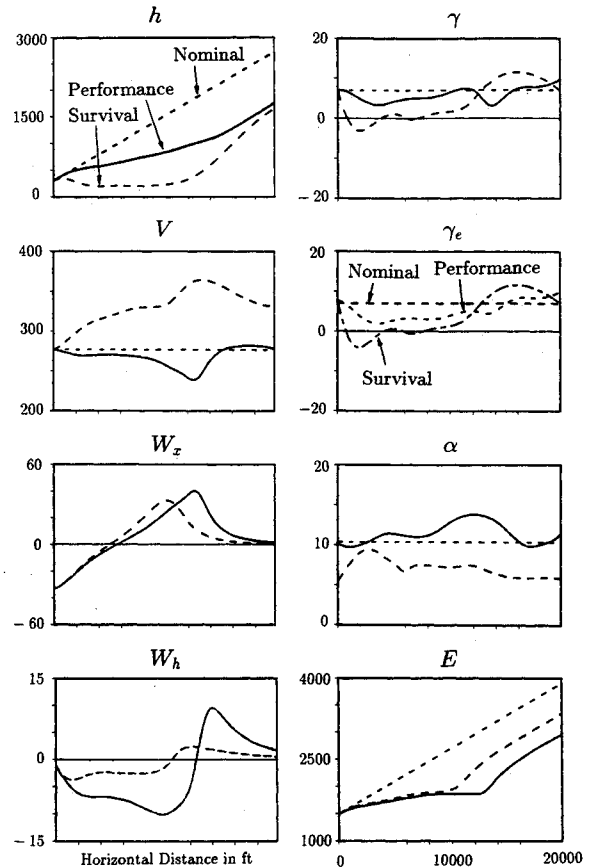 h
3000
1500
0
Nominal
Performance
Survival
γ
20
0
−20
V
400
300
200
γₑ
20
0
−20
Nominal
Performance
Survival
Wₓ
60
0
−60
α
20
10
0
Wₕ
15
0
−15
Horizontal Distance in ft
E
4000
2500
1000
0
10000
20000